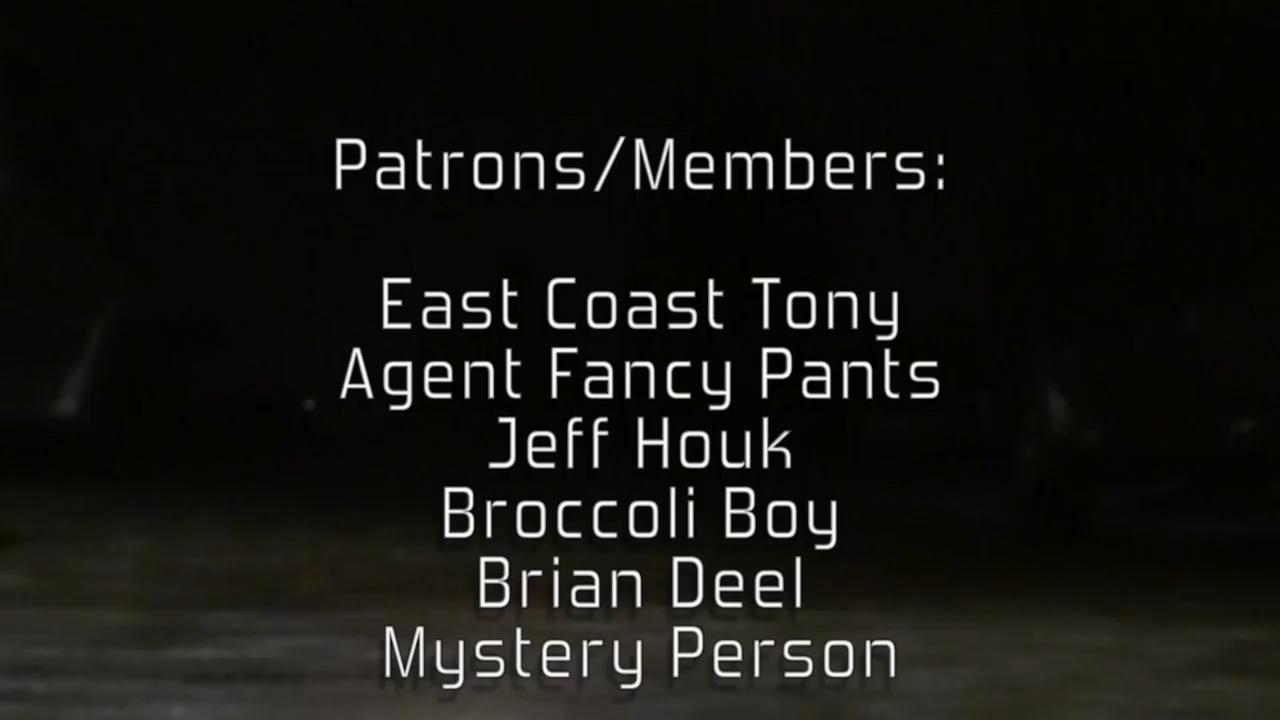 Patrons/Members:
East Coast Tony
Agent Fancy Pants
Jeff Houk
Broccoli Boy
Brian Deel
Mystery Person